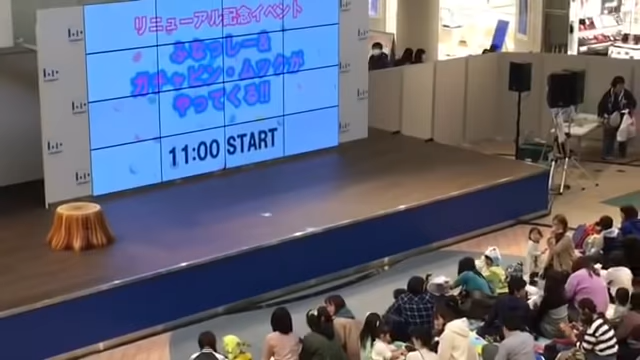 リニューアル記念イベント
ふなっしー&
ガチャピン・ムックが
やってくる!!
11:00 START